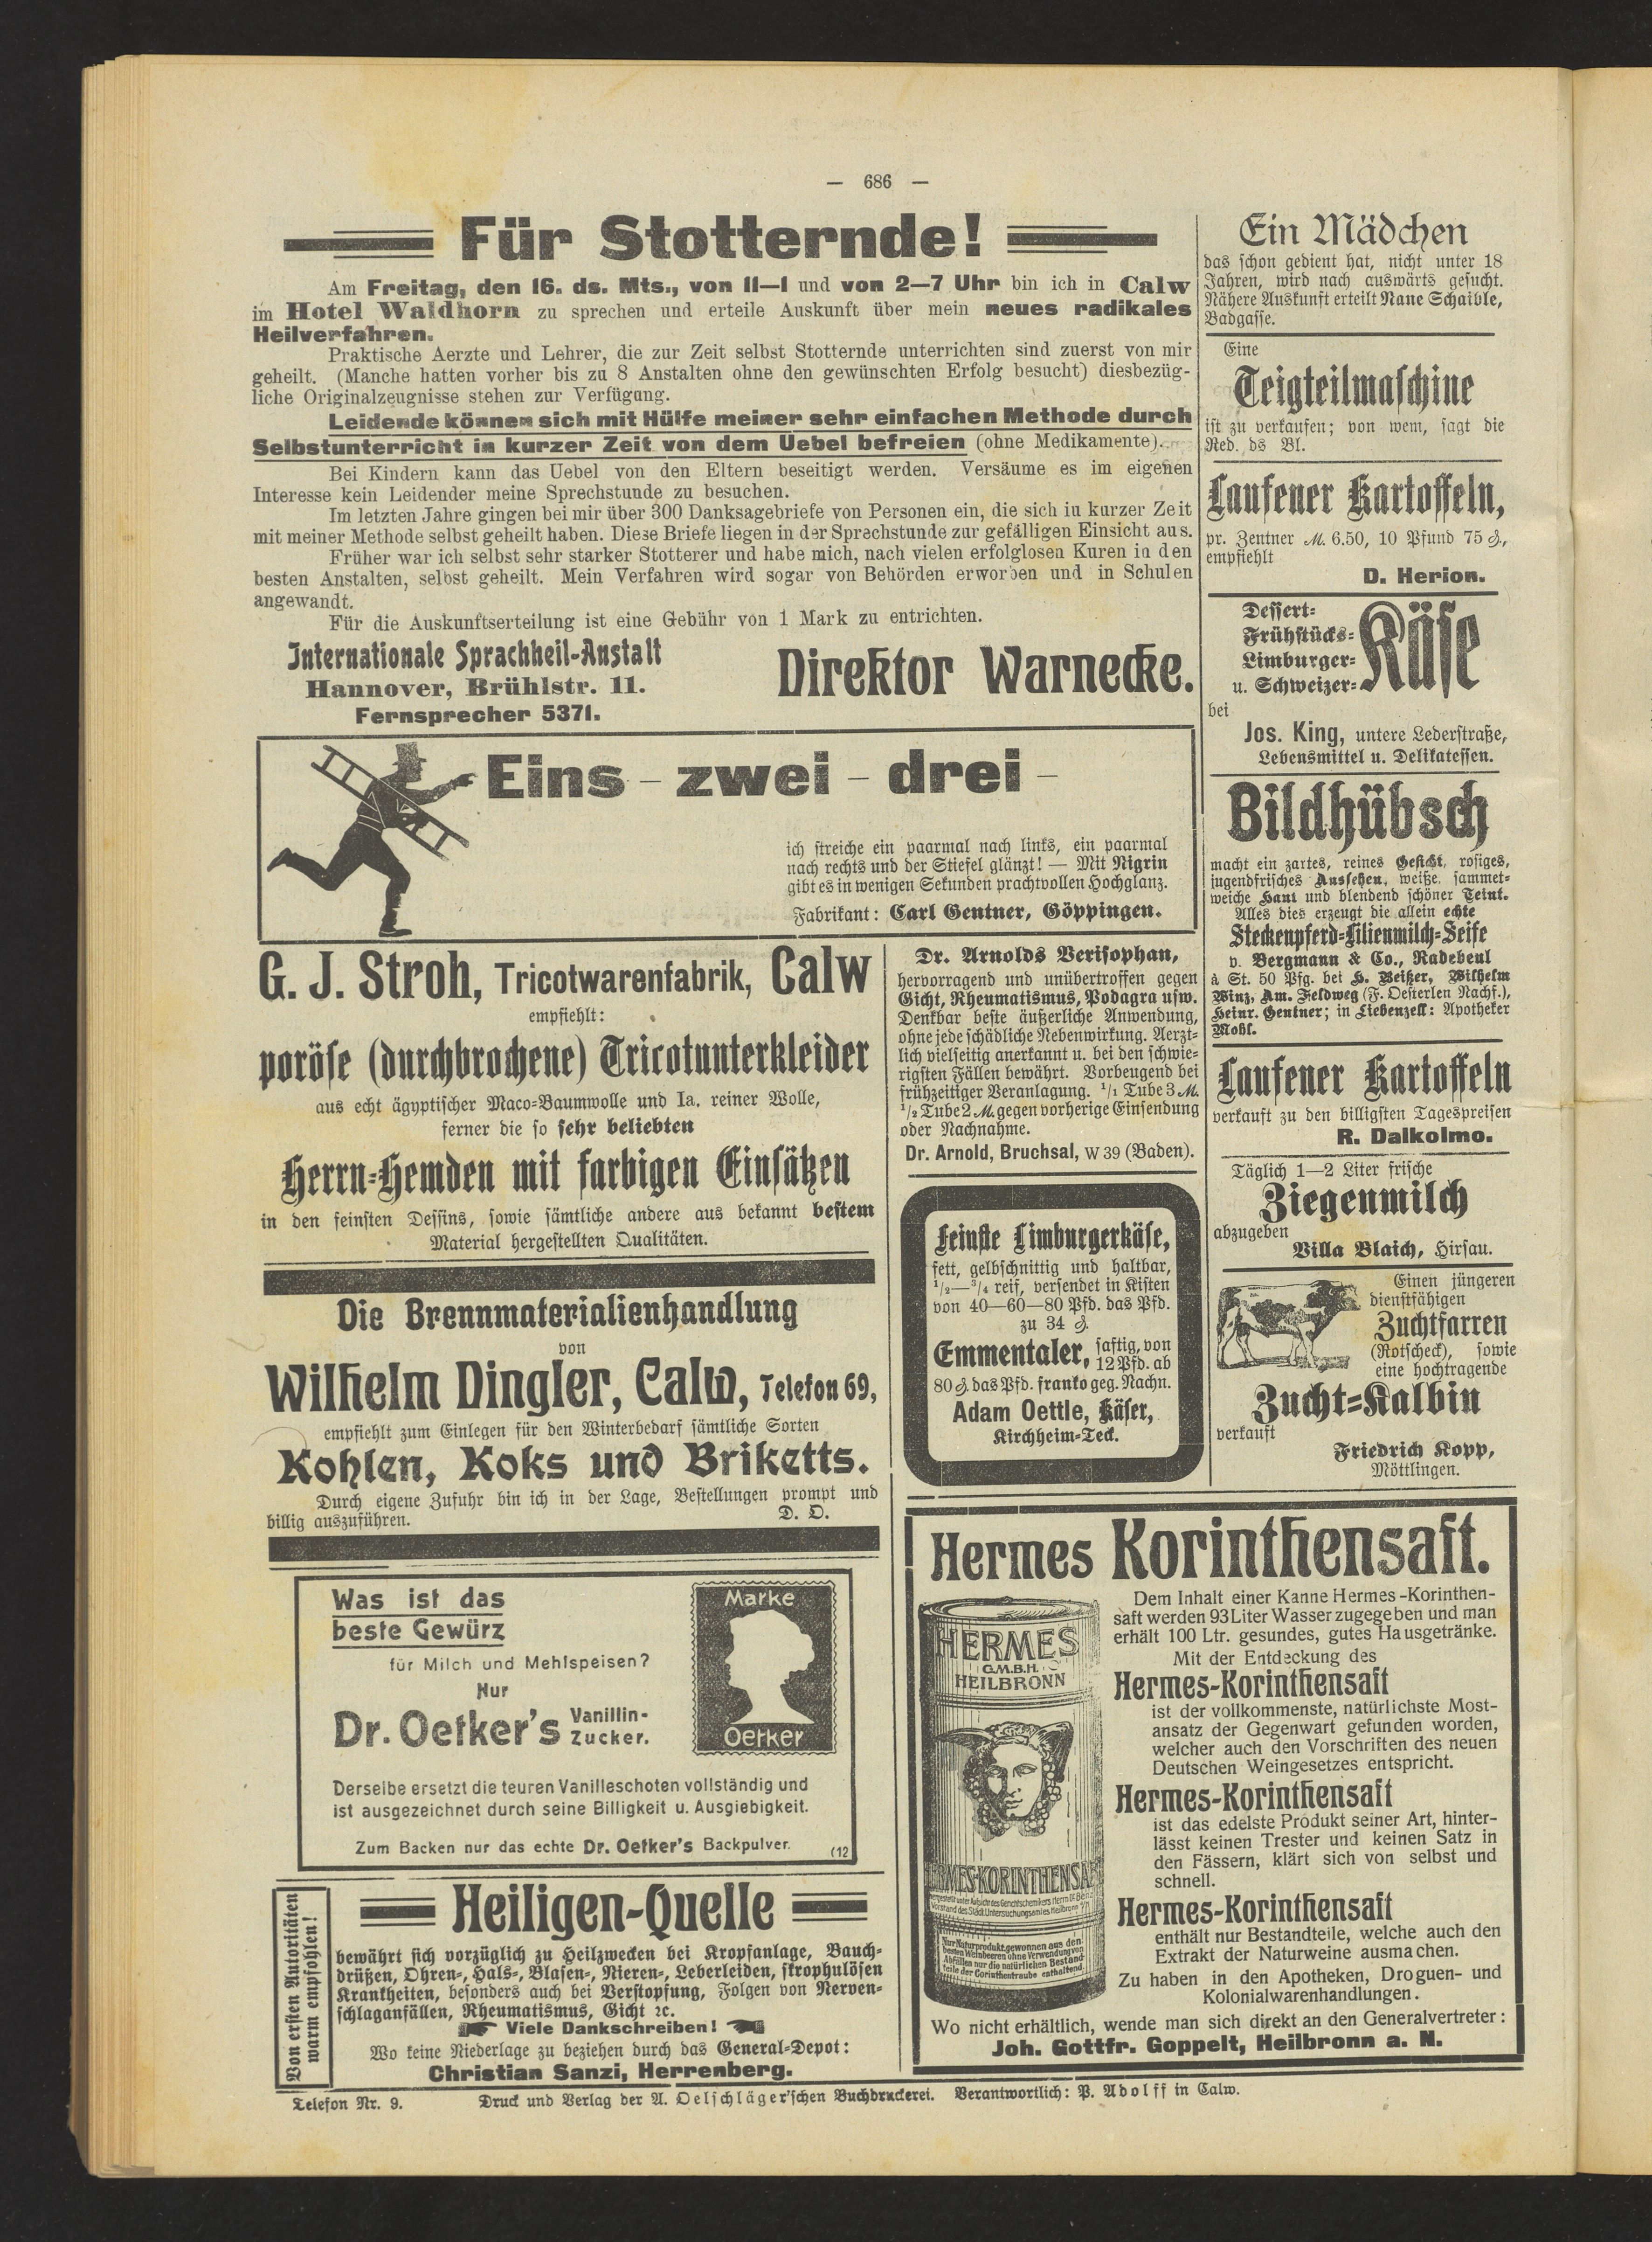 — 686 —
Für Stotternde!
Am Freitag, den 16. ds. Mts., von 11—1 und von 2—7 Uhr bin ich in Calw
im Hotel Waldhorn zu sprechen und erteile Auskunft über mein neues radikales
Heilverfahren.
Praktische Aerzte und Lehrer, die zur Zeit selbst Stotternde unterrichten sind zuerst von mir
geheilt. (Manche hatten vorher bis zu 8 Anstalten ohne den gewünschten Erfolg besucht) diesbezüg-
liche Originalzeugnisse stehen zur Verfügung.
Leidende können sich mit Hülfe meiner sehr einfachen Methode durch
Selbstunterricht in kurzer Zeit von dem Uebel befreien (ohne Medikamente).
Bei Kindern kann das Uebel von den Eltern beseitigt werden. Versäume es im eigenen
Interesse kein Leidender meine Sprechstunde zu besuchen.
Im letzten Jahre gingen bei mir über 300 Danksagebriefe von Personen ein, die sich in kurzer Zeit
mit meiner Methode selbst geheilt haben. Diese Briefe liegen in der Sprechstunde zur gefälligen Einsicht aus.
Früher war ich selbst sehr starker Stotterer und habe mich, nach vielen erfolglosen Kuren in den
besten Anstalten, selbst geheilt. Mein Verfahren wird sogar von Behörden erworben und in Schulen
angewandt.
Für die Auskunftserteilung ist eine Gebühr von 1 Mark zu entrichten.
Internationale Sprachheil-Anstalt
Hannover, Brühlstr. 11.
Fernsprecher 5371.
Direktor Warnecke.
Eins – zwei – drei –
ich streiche ein paarmal nach links, ein paarmal
nach rechts und der Stiefel glänzt! — Mit Nigrin
gibt es in wenigen Sekunden prachtvollen Hochglanz.
Fabrikant: Carl Gentner, Göppingen.
G. J. Stroh, Tricotwarenfabrik, Calw
empfiehlt:
poröse (durchbrochene) Tricotunterkleider
aus echt ägyptischer Maco-Baumwolle und Ia. reiner Wolle,
ferner die so sehr beliebten
Herrn-Hemden mit farbigen Einsätzen
in den feinsten Dessins, sowie sämtliche andere aus bekannt bestem
Material hergestellten Qualitäten.
Die Brennmaterialienhandlung
von
Wilhelm Dingler, Calw, Telefon 69,
empfiehlt zum Einlegen für den Winterbedarf sämtliche Sorten
Kohlen, Koks und Briketts.
Durch eigene Zufuhr bin ich in der Lage, Bestellungen prompt und
billig auszuführen. D. O.
Was ist das
beste Gewürz
für Milch und Mehlspeisen?
Nur
Dr. Oetker's Vanillin-
Zucker.
Marke
Oetker
Derselbe ersetzt die teuren Vanilleschoten vollständig und
ist ausgezeichnet durch seine Billigkeit u. Ausgiebigkeit.
Zum Backen nur das echte Dr. Oetker's Backpulver. (12
Von ersten Autoritäten
warm empfohlen!
Heiligen-Quelle
bewährt sich vorzüglich zu Heilzwecken bei Kropfanlage, Bauch-
drüßen, Ohren-, Hals-, Blasen-, Nieren-, Leberleiden, skrophulösen
Krankheiten, besonders auch bei Verstopfung, Folgen von Nerven-
schlaganfällen, Rheumatismus, Gicht ꝛc.
Viele Dankschreiben!
Wo keine Niederlage zu beziehen durch das General-Depot:
Christian Sanzi, Herrenberg.
Dr. Arnolds Verisophan,
hervorragend und unübertroffen gegen
Gicht, Rheumatismus, Podagra usw.
Denkbar beste äußerliche Anwendung,
ohne jede schädliche Nebenwirkung. Aerzt-
lich vielseitig anerkannt u. bei den schwie-
rigsten Fällen bewährt. Vorbeugend bei
frühzeitiger Veranlagung. 1/1 Tube 3 M.
1/2 Tube 2 M. gegen vorherige Einsendung
oder Nachnahme.
Dr. Arnold, Bruchsal, W 39 (Baden).
Feinste Limburgerkäse,
fett, gelbschnittig und haltbar,
1/2—3/4 reif, versendet in Kisten
von 40—60—80 Pfd. das Pfd.
zu 34 ₰.
Emmentaler, saftig, von
12 Pfd. ab
80 ₰ das Pfd. franko geg. Nachn.
Adam Oettle, Käser,
Kirchheim-Teck.
Ein Mädchen
das schon gedient hat, nicht unter 18
Jahren, wird nach auswärts gesucht.
Nähere Auskunft erteilt Nane Schaible,
Badgasse.
Eine
Teigteilmaschine
ist zu verkaufen; von wem, sagt die
Red. ds Bl.
Laufener Kartoffeln,
pr. Zentner M. 6.50, 10 Pfund 75 ₰,
empfiehlt
D. Herion.
Dessert-
Frühstücks-
Limburger-
u. Schweizer-
Käse
bei
Jos. King, untere Lederstraße,
Lebensmittel u. Delikatessen.
Bildhübsch
macht ein zartes, reines Gesicht, rosiges,
jugendfrisches Aussehen, weiße, sammet-
weiche Haut und blendend schöner Teint.
Alles dies erzeugt die allein echte
Steckenpferd-Lilienmilch-Seife
v. Bergmann & Co., Radebeul
à St. 50 Pfg. bei H. Beißer, Wilhelm
Winz, Am. Feldweg (F. Oesterlen Nachf.),
Heinr. Gentner; in Liebenzell: Apotheker
Mohl.
Laufener Kartoffeln
verkauft zu den billigsten Tagespreisen
R. Dalkolmo.
Täglich 1—2 Liter frische
Ziegenmilch
abzugeben
Villa Blaich, Hirsau.
Einen jüngeren
dienstfähigen
Zuchtfarren
(Rotscheck), sowie
eine hochtragende
Zucht-Kalbin
verkauft
Friedrich Kopp,
Möttlingen.
Hermes Korinthensaft.
HERMES
G.M.B.H.
HEILBRONN
HERMES-KORINTHENSAFT
Nur Naturprodukt, gewonnen aus den
besten Weinbeeren ohne Verwendung von
Abfällen nur die natürlichen Bestand-
teile der Corinthentraube enthaltend.
Dem Inhalt einer Kanne Hermes-Korinthen-
saft werden 93 Liter Wasser zugegeben und man
erhält 100 Ltr. gesundes, gutes Hausgetränke.
Mit der Entdeckung des
Hermes-Korinthensaft
ist der vollkommenste, natürlichste Most-
ansatz der Gegenwart gefunden worden,
welcher auch den Vorschriften des neuen
Deutschen Weingesetzes entspricht.
Hermes-Korinthensaft
ist das edelste Produkt seiner Art, hinter-
lässt keinen Trester und keinen Satz in
den Fässern, klärt sich von selbst und
schnell.
Hermes-Korinthensaft
enthält nur Bestandteile, welche auch den
Extrakt der Naturweine ausmachen.
Zu haben in den Apotheken, Droguen- und
Kolonialwarenhandlungen.
Wo nicht erhältlich, wende man sich direkt an den Generalvertreter:
Joh. Gottfr. Goppelt, Heilbronn a. N.
Telefon Nr. 9. Druck und Verlag der A. Oelschläger'schen Buchdruckerei. Verantwortlich: P. Adolff in Calw.